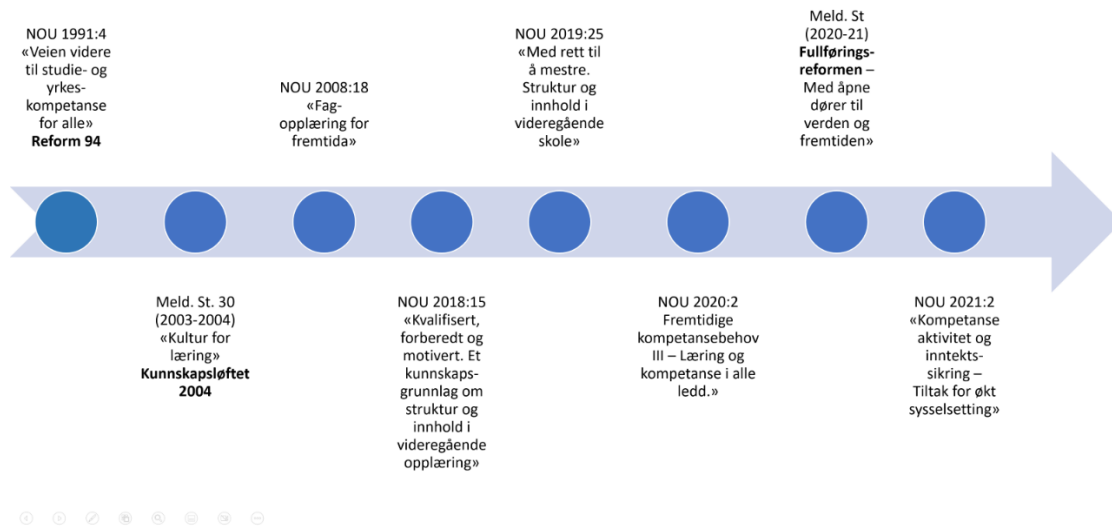 NOU 1991:4
«Veien videre
til studie- og
yrkes-
kompetanse
for alle»
Reform 94
Meld. St. 30
(2003-2004)
«Kultur for
læring»
Kunnskapsløftet
2004
NOU 2008:18
«Fag-
opplæring for
fremtida»
NOU 2018:15
«Kvalifisert,
forberedt og
motivert. Et
kunnskaps-
grunnlag om
struktur og
innhold i
videregående
opplæring»
NOU 2019:25
«Med rett til
å mestre.
Struktur og
innhold i
videregående
skole»
NOU 2020:2
Fremtidige
kompetansebehov
III – Læring og
kompetanse i alle
ledd.»
Meld. St
(2020-21)
Fullførings-
reformen –
Med åpne
dører til
verden og
fremtiden»
NOU 2021:2
«Kompetanse
aktivitet og
inntekts-
sikring –
Tiltak for økt
sysselsetting»